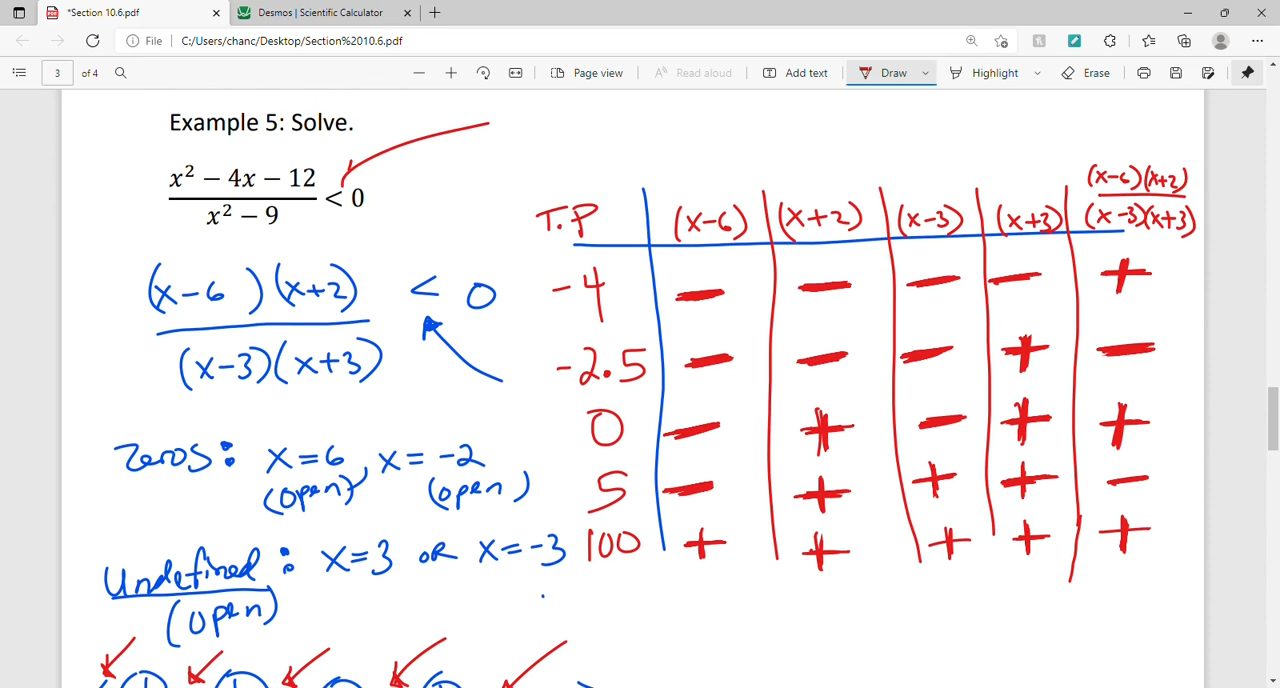 *Section 10.6.pdf
Desmos | Scientific Calculator
File
C:/Users/chanc/Desktop/Section%2010.6.pdf
3 of 4
Page view
Read aloud
Add text
Draw
Highlight
Erase
Example 5: Solve.
x² − 4x − 12
x² − 9
< 0
(x-6)(x+2) < 0
(x-3)(x+3)
Zeros: x=6, x=-2
(open) (open)
Undefined: x=3 OR x=-3
(open)
T.P (x-6) (x+2) (x-3) (x+3) (x-6)(x+2)
(x-3)(x+3)
-4 − − − − +
-2.5 − − − + −
0 − + − + +
5 − + + + −
100 + + + + +